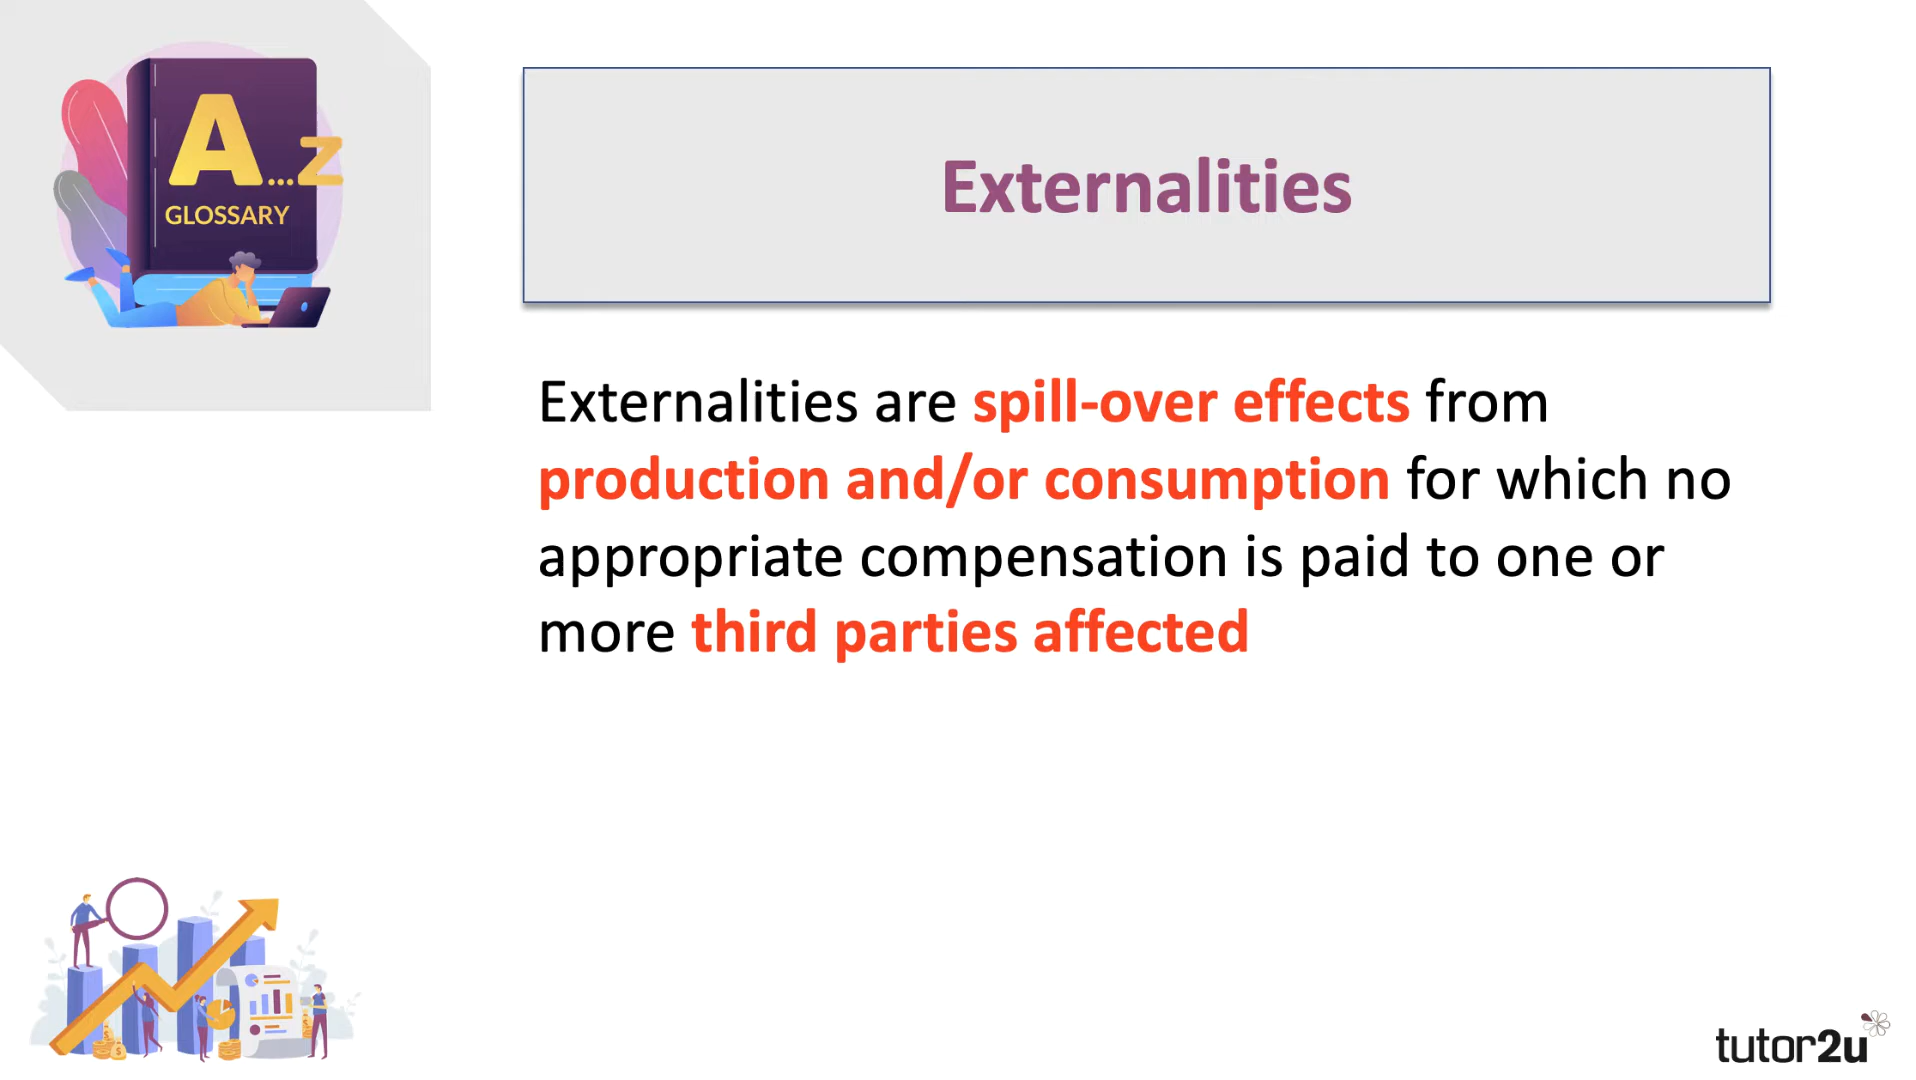 A...Z
GLOSSARY
Externalities
Externalities are spill-over effects from
production and/or consumption for which no
appropriate compensation is paid to one or
more third parties affected
tutor2u